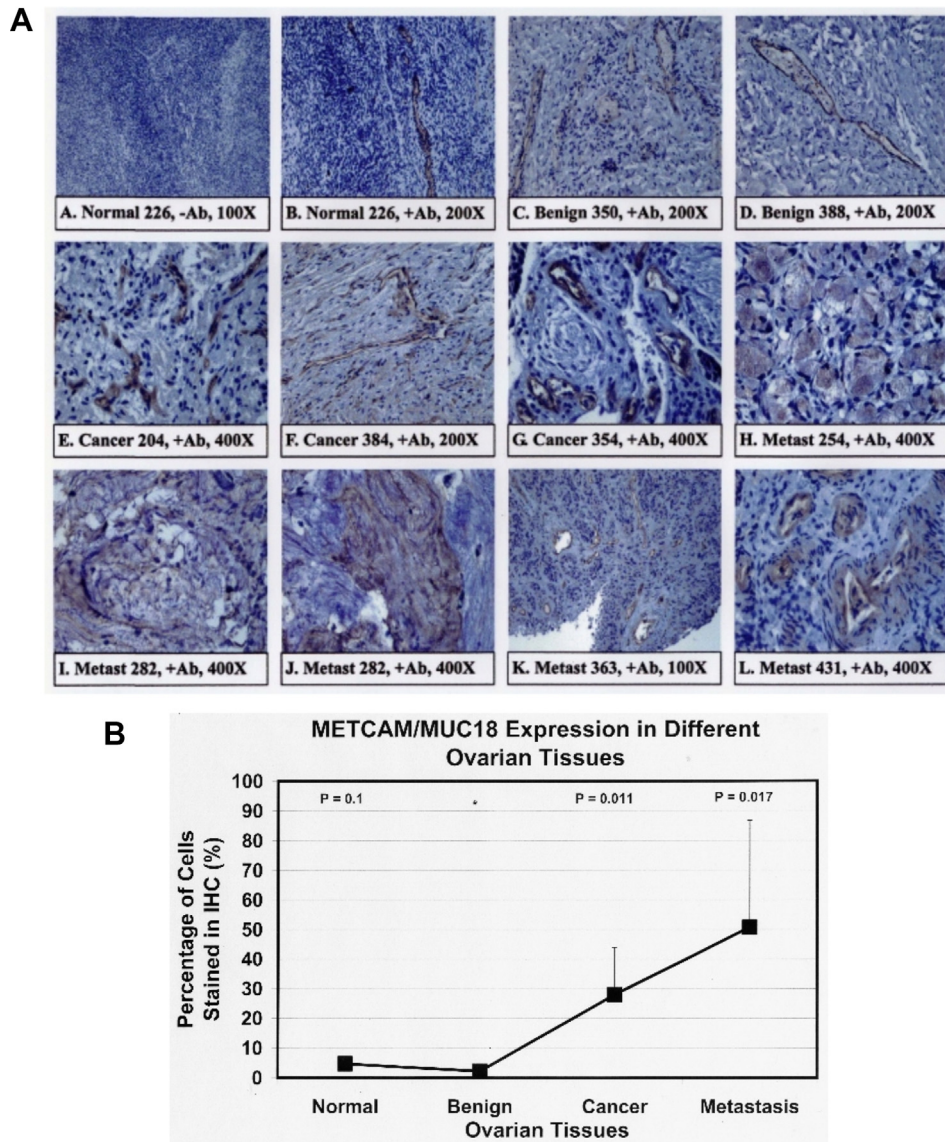 A
A. Normal 226, -Ab, 100X
B. Normal 226, +Ab, 200X
C. Benign 350, +Ab, 200X
D. Benign 388, +Ab, 200X
E. Cancer 204, +Ab, 400X
F. Cancer 384, +Ab, 200X
G. Cancer 354, +Ab, 400X
H. Metast 254, +Ab, 400X
I. Metast 282, +Ab, 400X
J. Metast 282, +Ab, 400X
K. Metast 363, +Ab, 100X
L. Metast 431, +Ab, 400X
B
METCAM/MUC18 Expression in Different
Ovarian Tissues
Percentage of Cells
Stained in IHC (%)
100
90
80
70
60
50
40
30
20
10
0
P = 0.1
*
P = 0.011
P = 0.017
Normal
Benign
Cancer
Metastasis
Ovarian Tissues